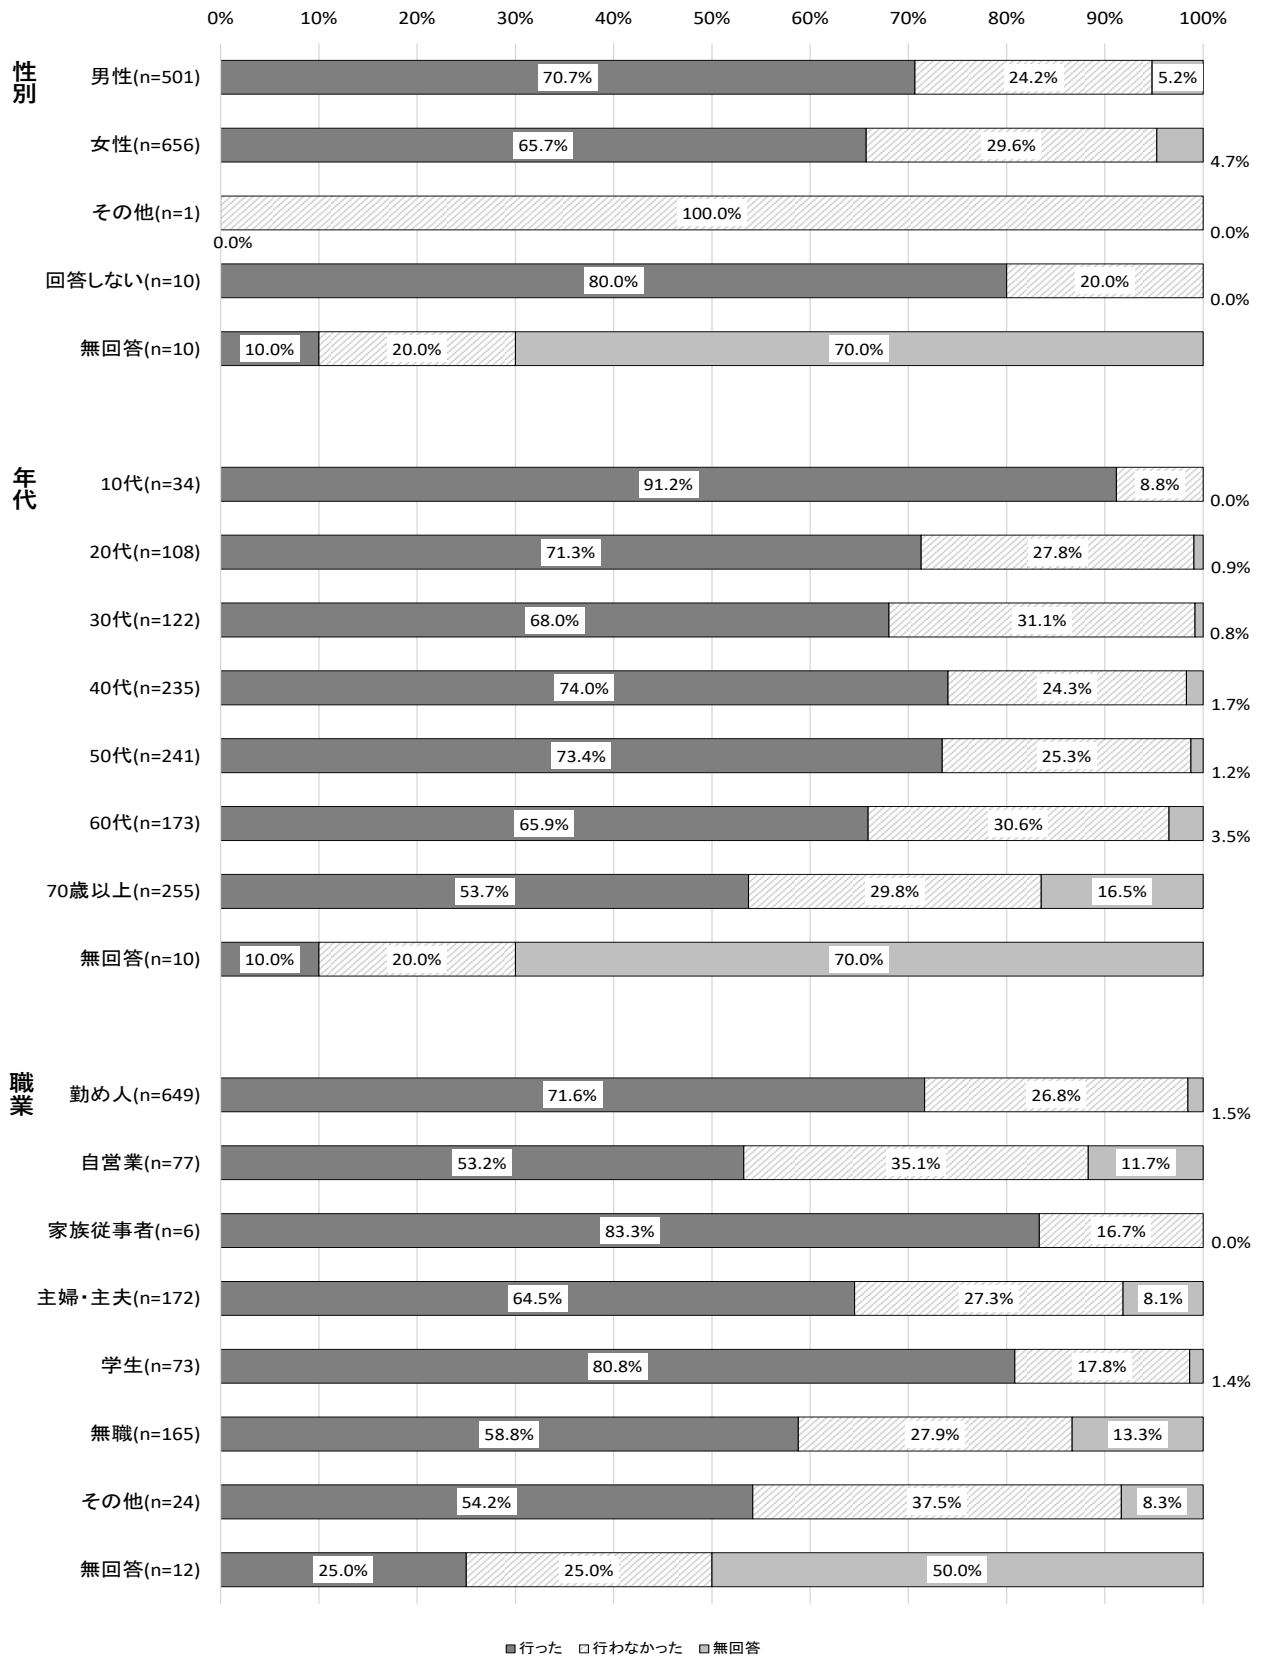 0% 10% 20% 30% 40% 50% 60% 70% 80% 90% 100%
性別
男性(n=501) 70.7% 24.2% 5.2%
女性(n=656) 65.7% 29.6% 4.7%
その他(n=1) 0.0% 100.0% 0.0%
回答しない(n=10) 80.0% 20.0% 0.0%
無回答(n=10) 10.0% 20.0% 70.0%
年代
10代(n=34) 91.2% 8.8% 0.0%
20代(n=108) 71.3% 27.8% 0.9%
30代(n=122) 68.0% 31.1% 0.8%
40代(n=235) 74.0% 24.3% 1.7%
50代(n=241) 73.4% 25.3% 1.2%
60代(n=173) 65.9% 30.6% 3.5%
70歳以上(n=255) 53.7% 29.8% 16.5%
無回答(n=10) 10.0% 20.0% 70.0%
職業
勤め人(n=649) 71.6% 26.8% 1.5%
自営業(n=77) 53.2% 35.1% 11.7%
家族従事者(n=6) 83.3% 16.7% 0.0%
主婦・主夫(n=172) 64.5% 27.3% 8.1%
学生(n=73) 80.8% 17.8% 1.4%
無職(n=165) 58.8% 27.9% 13.3%
その他(n=24) 54.2% 37.5% 8.3%
無回答(n=12) 25.0% 25.0% 50.0%
行った 行わなかった 無回答